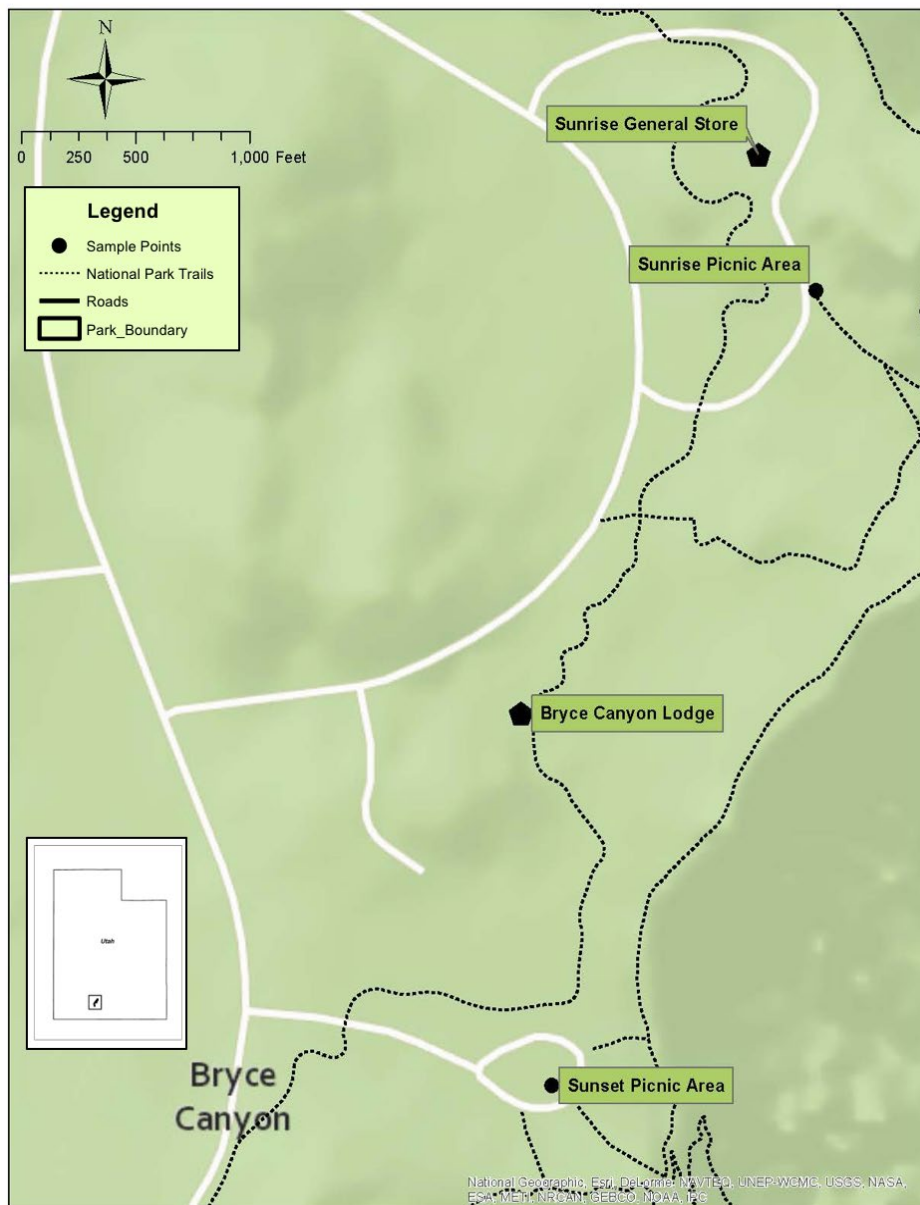 N
0 250 500 1,000 Feet
Legend
Sample Points
National Park Trails
Roads
Park_Boundary
Sunrise General Store
Sunrise Picnic Area
Bryce Canyon Lodge
Utah
Bryce
Canyon
Sunset Picnic Area
National Geographic, Esri, DeLorme, NAVTEQ, UNEP-WCMC, USGS, NASA,
ESA, METI, NRCAN, GEBCO, NOAA, iPC